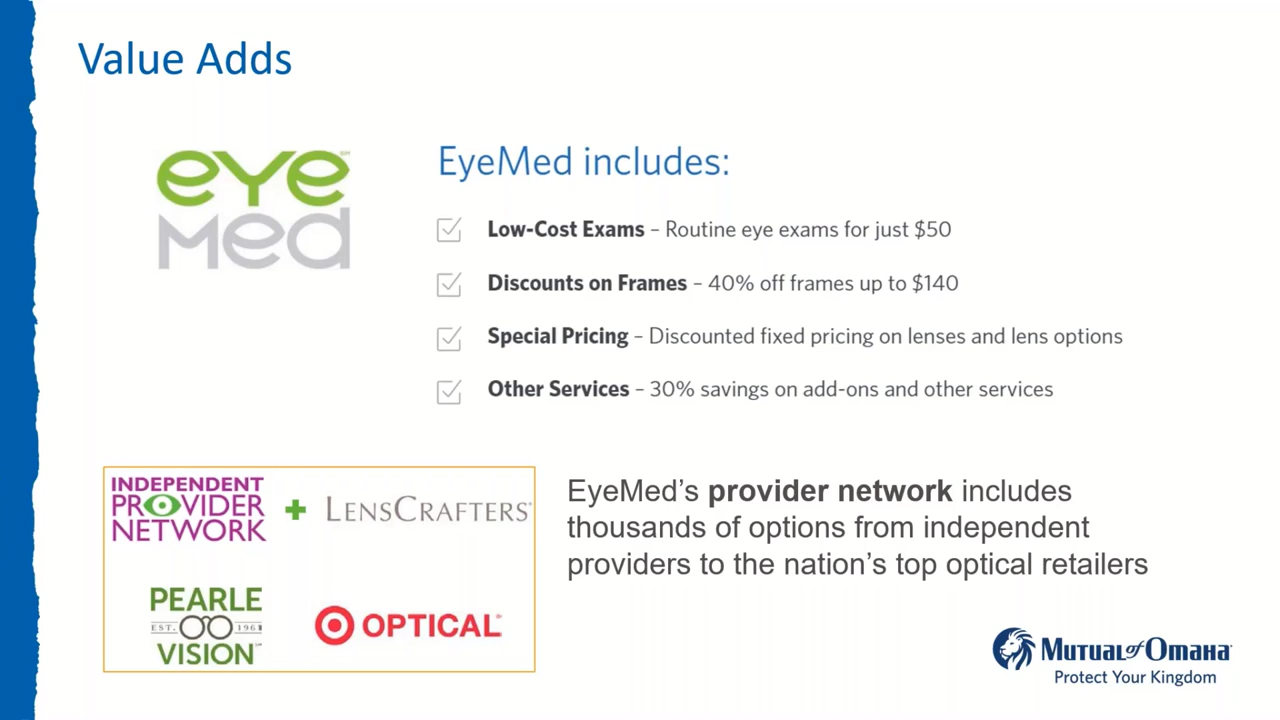 Value Adds
eye
med
EyeMed includes:
Low-Cost Exams – Routine eye exams for just $50
Discounts on Frames – 40% off frames up to $140
Special Pricing – Discounted fixed pricing on lenses and lens options
Other Services – 30% savings on add-ons and other services
INDEPENDENT
PROVIDER
NETWORK
+ LENSCRAFTERS
PEARLE
EST. 1961
VISION
OPTICAL
EyeMed's provider network includes
thousands of options from independent
providers to the nation's top optical retailers
MUTUAL of OMAHA
Protect Your Kingdom